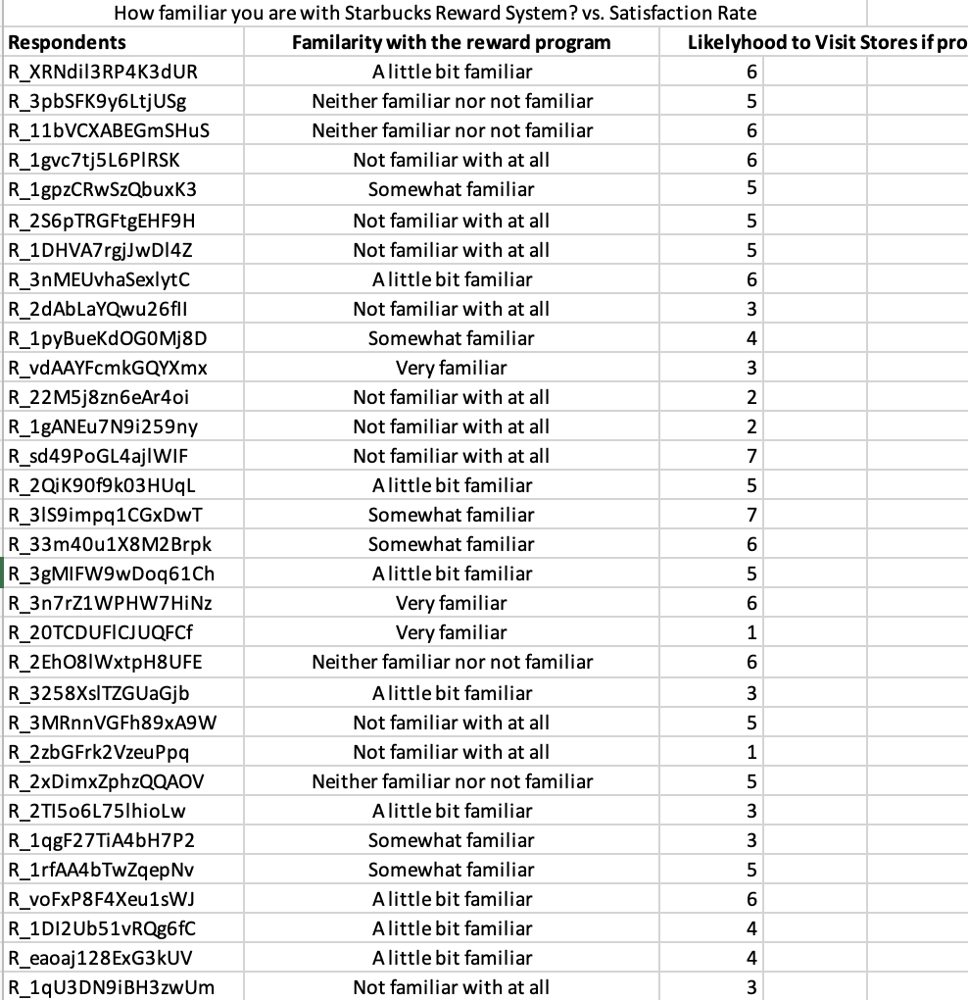 How familiar you are with Starbucks Reward System? vs. Satisfaction Rate
Respondents Familarity with the reward program Likelyhood to Visit Stores if pro
R_XRNdil3RP4K3dUR A little bit familiar 6
R_3pbSFK9y6LtjUSg Neither familiar nor not familiar 5
R_11bVCXABEGmSHuS Neither familiar nor not familiar 6
R_1gvc7tj5L6PlRSK Not familiar with at all 6
R_1gpzCRwSzQbuxK3 Somewhat familiar 5
R_2S6pTRGFtgEHF9H Not familiar with at all 5
R_1DHVA7rgjJwDl4Z Not familiar with at all 5
R_3nMEUvhaSexlytC A little bit familiar 6
R_2dAbLaYQwu26fII Not familiar with at all 3
R_1pyBueKdOG0Mj8D Somewhat familiar 4
R_vdAAYFcmkGQYXmx Very familiar 3
R_22M5j8zn6eAr4oi Not familiar with at all 2
R_1gANEu7N9i259ny Not familiar with at all 2
R_sd49PoGL4ajlWIF Not familiar with at all 7
R_2QiK90f9k03HUqL A little bit familiar 5
R_3lS9impq1CGxDwT Somewhat familiar 7
R_33m40u1X8M2Brpk Somewhat familiar 6
R_3gMIFW9wDoq61Ch A little bit familiar 5
R_3n7rZ1WPHW7HiNz Very familiar 6
R_20TCDUFlCJUQFCf Very familiar 1
R_2EhO8lWxtpH8UFE Neither familiar nor not familiar 6
R_3258XslTZGUaGjb A little bit familiar 3
R_3MRnnVGFh89xA9W Not familiar with at all 5
R_2zbGFrk2VzeuPpq Not familiar with at all 1
R_2xDimxZphzQQAOV Neither familiar nor not familiar 5
R_2TI5o6L75lhioLw A little bit familiar 3
R_1qgF27TiA4bH7P2 Somewhat familiar 3
R_1rfAA4bTwZqepNv Somewhat familiar 5
R_voFxP8F4Xeu1sWJ A little bit familiar 6
R_1DI2Ub51vRQg6fC A little bit familiar 4
R_eaoaj128ExG3kUV A little bit familiar 4
R_1qU3DN9iBH3zwUm Not familiar with at all 3